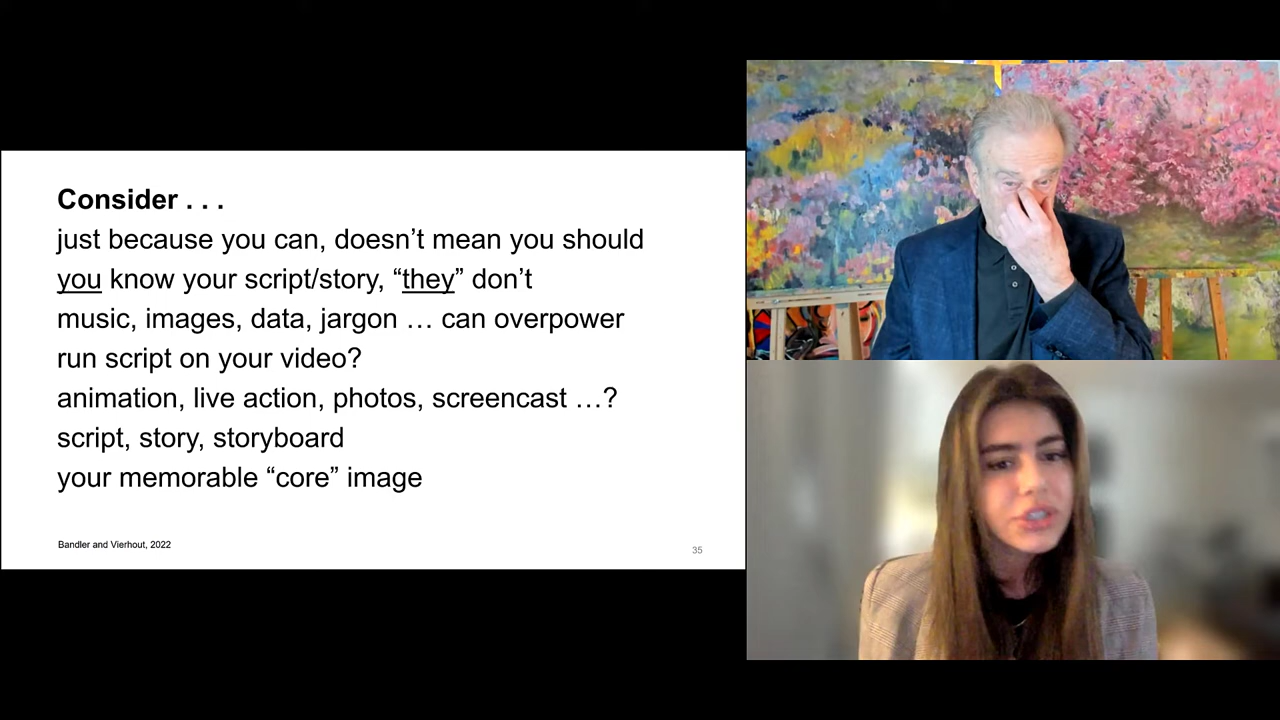 Consider . . .
just because you can, doesn’t mean you should
you know your script/story, “they” don’t
music, images, data, jargon … can overpower
run script on your video?
animation, live action, photos, screencast …?
script, story, storyboard
your memorable “core” image
Bandler and Vierhout, 2022
35